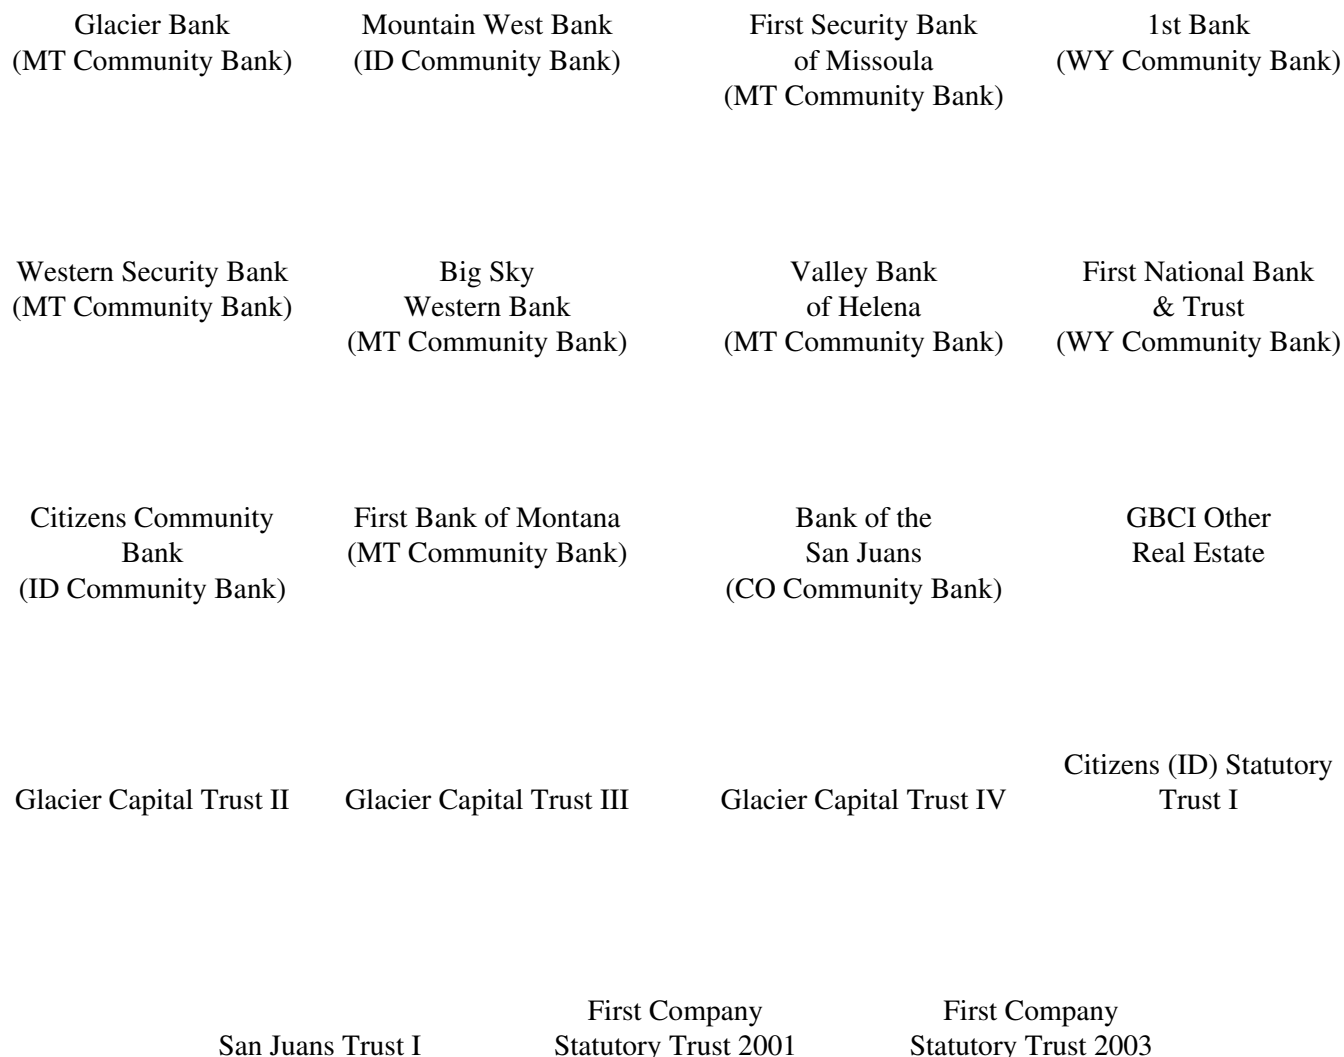 Glacier Bank
(MT Community Bank)
Mountain West Bank
(ID Community Bank)
First Security Bank
of Missoula
(MT Community Bank)
1st Bank
(WY Community Bank)
Western Security Bank
(MT Community Bank)
Big Sky
Western Bank
(MT Community Bank)
Valley Bank
of Helena
(MT Community Bank)
First National Bank
& Trust
(WY Community Bank)
Citizens Community
Bank
(ID Community Bank)
First Bank of Montana
(MT Community Bank)
Bank of the
San Juans
(CO Community Bank)
GBCI Other
Real Estate
Glacier Capital Trust II
Glacier Capital Trust III
Glacier Capital Trust IV
Citizens (ID) Statutory
Trust I
San Juans Trust I
First Company
Statutory Trust 2001
First Company
Statutory Trust 2003